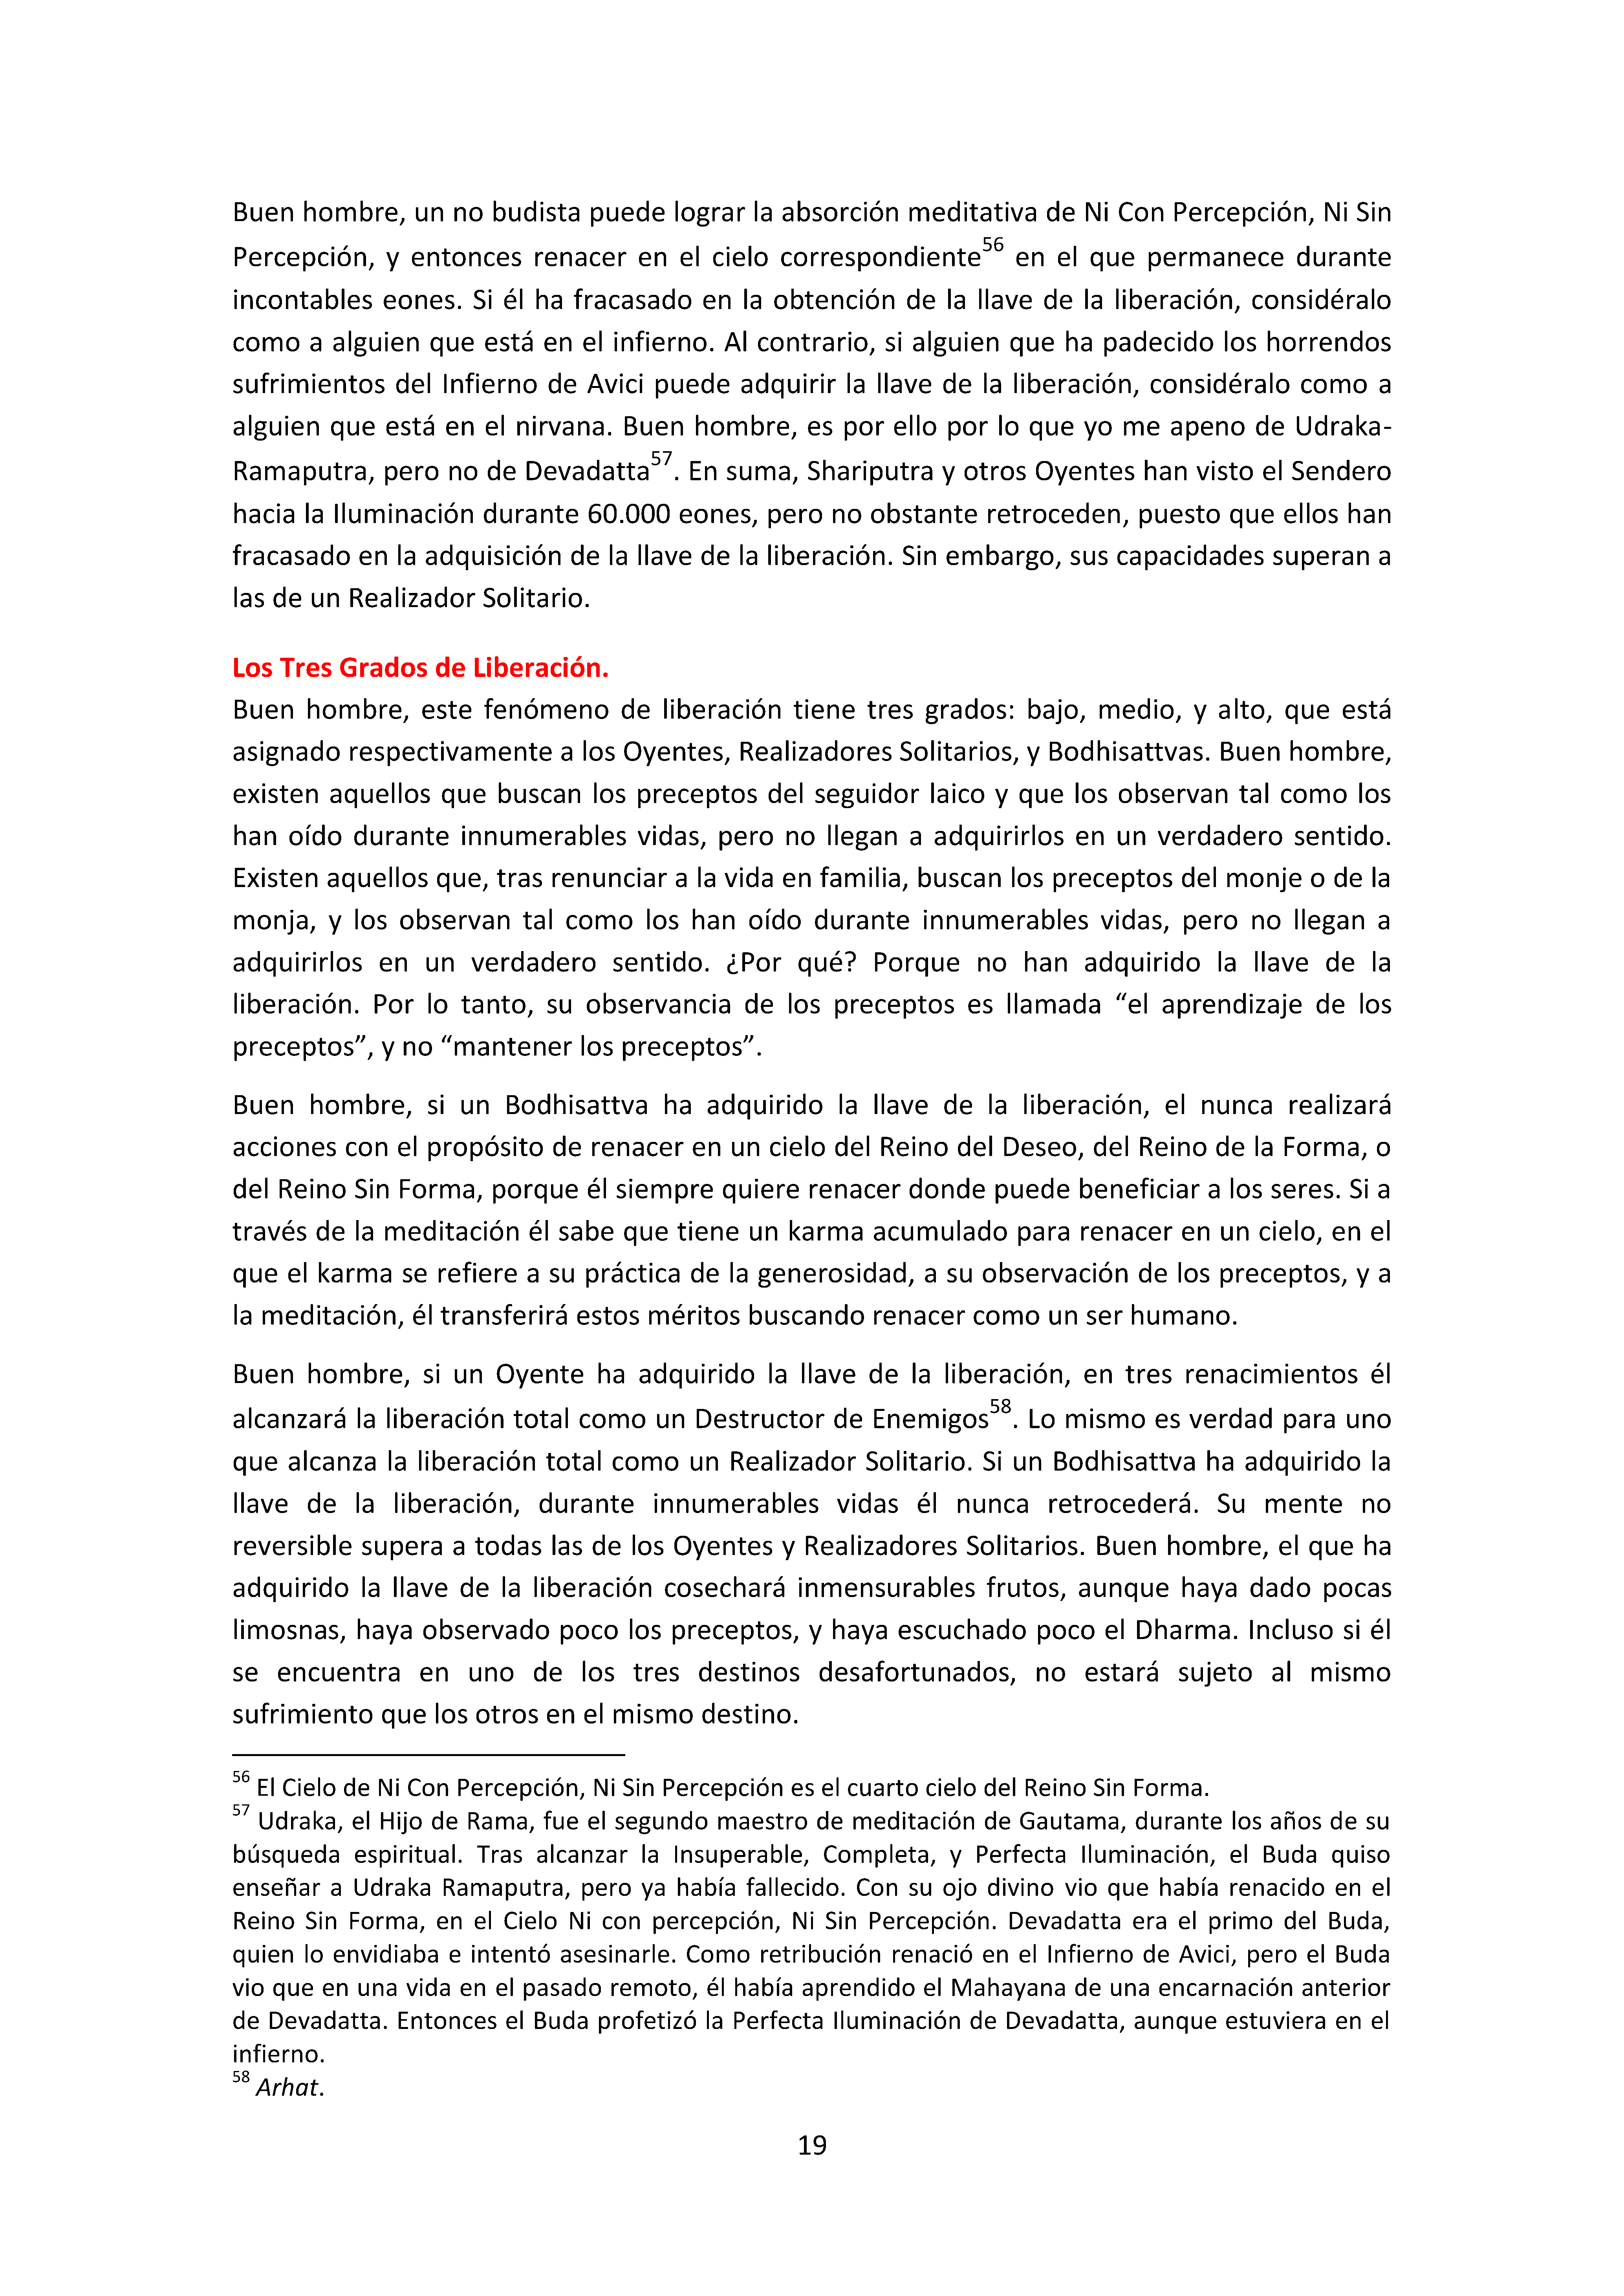 Buen hombre, un no budista puede lograr la absorción meditativa de Ni Con Percepción, Ni Sin
Percepción, y entonces renacer en el cielo correspondiente56 en el que permanece durante
incontables eones. Si él ha fracasado en la obtención de la llave de la liberación, considéralo
como a alguien que está en el infierno. Al contrario, si alguien que ha padecido los horrendos
sufrimientos del Infierno de Avici puede adquirir la llave de la liberación, considéralo como a
alguien que está en el nirvana. Buen hombre, es por ello por lo que yo me apeno de Udraka-
Ramaputra, pero no de Devadatta57. En suma, Shariputra y otros Oyentes han visto el Sendero
hacia la Iluminación durante 60.000 eones, pero no obstante retroceden, puesto que ellos han
fracasado en la adquisición de la llave de la liberación. Sin embargo, sus capacidades superan a
las de un Realizador Solitario.
Los Tres Grados de Liberación.
Buen hombre, este fenómeno de liberación tiene tres grados: bajo, medio, y alto, que está
asignado respectivamente a los Oyentes, Realizadores Solitarios, y Bodhisattvas. Buen hombre,
existen aquellos que buscan los preceptos del seguidor laico y que los observan tal como los
han oído durante innumerables vidas, pero no llegan a adquirirlos en un verdadero sentido.
Existen aquellos que, tras renunciar a la vida en familia, buscan los preceptos del monje o de la
monja, y los observan tal como los han oído durante innumerables vidas, pero no llegan a
adquirirlos en un verdadero sentido. ¿Por qué? Porque no han adquirido la llave de la
liberación. Por lo tanto, su observancia de los preceptos es llamada “el aprendizaje de los
preceptos”, y no “mantener los preceptos”.
Buen hombre, si un Bodhisattva ha adquirido la llave de la liberación, el nunca realizará
acciones con el propósito de renacer en un cielo del Reino del Deseo, del Reino de la Forma, o
del Reino Sin Forma, porque él siempre quiere renacer donde puede beneficiar a los seres. Si a
través de la meditación él sabe que tiene un karma acumulado para renacer en un cielo, en el
que el karma se refiere a su práctica de la generosidad, a su observación de los preceptos, y a
la meditación, él transferirá estos méritos buscando renacer como un ser humano.
Buen hombre, si un Oyente ha adquirido la llave de la liberación, en tres renacimientos él
alcanzará la liberación total como un Destructor de Enemigos58. Lo mismo es verdad para uno
que alcanza la liberación total como un Realizador Solitario. Si un Bodhisattva ha adquirido la
llave de la liberación, durante innumerables vidas él nunca retrocederá. Su mente no
reversible supera a todas las de los Oyentes y Realizadores Solitarios. Buen hombre, el que ha
adquirido la llave de la liberación cosechará inmensurables frutos, aunque haya dado pocas
limosnas, haya observado poco los preceptos, y haya escuchado poco el Dharma. Incluso si él
se encuentra en uno de los tres destinos desafortunados, no estará sujeto al mismo
sufrimiento que los otros en el mismo destino.
56 El Cielo de Ni Con Percepción, Ni Sin Percepción es el cuarto cielo del Reino Sin Forma.
57 Udraka, el Hijo de Rama, fue el segundo maestro de meditación de Gautama, durante los años de su
búsqueda espiritual. Tras alcanzar la Insuperable, Completa, y Perfecta Iluminación, el Buda quiso
enseñar a Udraka Ramaputra, pero ya había fallecido. Con su ojo divino vio que había renacido en el
Reino Sin Forma, en el Cielo Ni con percepción, Ni Sin Percepción. Devadatta era el primo del Buda,
quien lo envidiaba e intentó asesinarle. Como retribución renació en el Infierno de Avici, pero el Buda
vio que en una vida en el pasado remoto, él había aprendido el Mahayana de una encarnación anterior
de Devadatta. Entonces el Buda profetizó la Perfecta Iluminación de Devadatta, aunque estuviera en el
infierno.
58 Arhat.
19